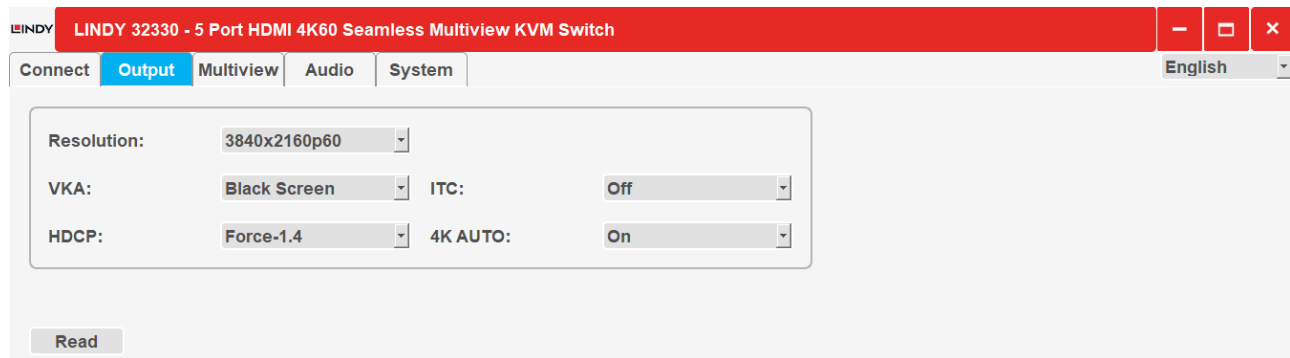 LINDY LINDY 32330 - 5 Port HDMI 4K60 Seamless Multiview KVM Switch
Connect Output Multiview Audio System English
Resolution: 3840x2160p60
VKA: Black Screen ITC: Off
HDCP: Force-1.4 4K AUTO: On
Read